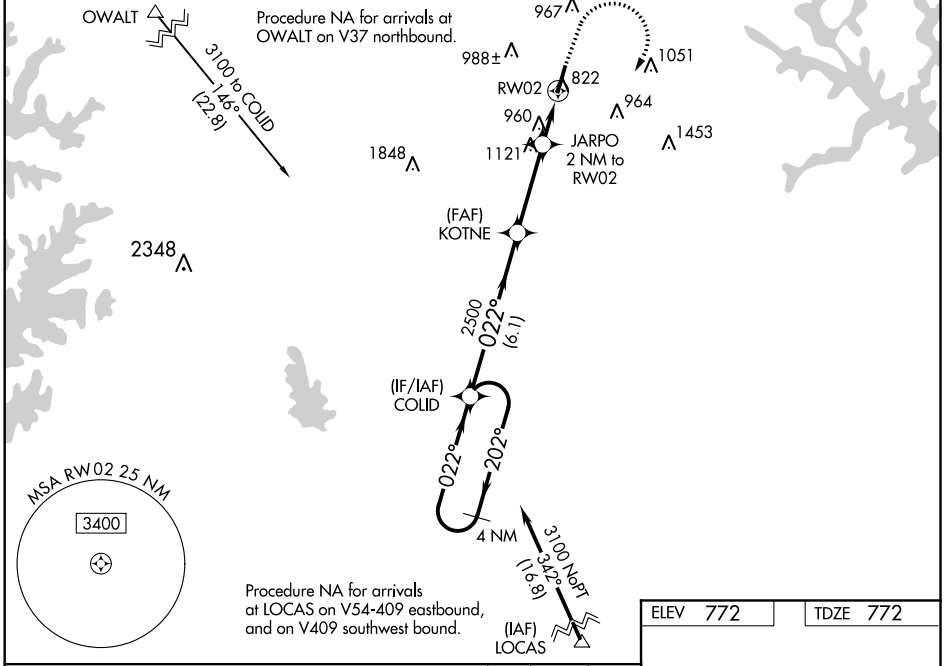 OWALT
Procedure NA for arrivals at
OWALT on V37 northbound.
967
988±
1051
3100 to COLID
146°
(22.8)
RW02
822
964
960
1453
1121
JARPO
2 NM to
RW02
1848
(FAF)
KOTNE
2348
2500
022°
(6.1)
(IF/IAF)
COLID
022°
202°
4 NM
MSA RW02 25 NM
3400
3100 NoPT
342°
(16.8)
Procedure NA for arrivals
at LOCAS on V54-409 eastbound,
and on V409 southwest bound.
(IAF)
LOCAS
ELEV 772
TDZE 772